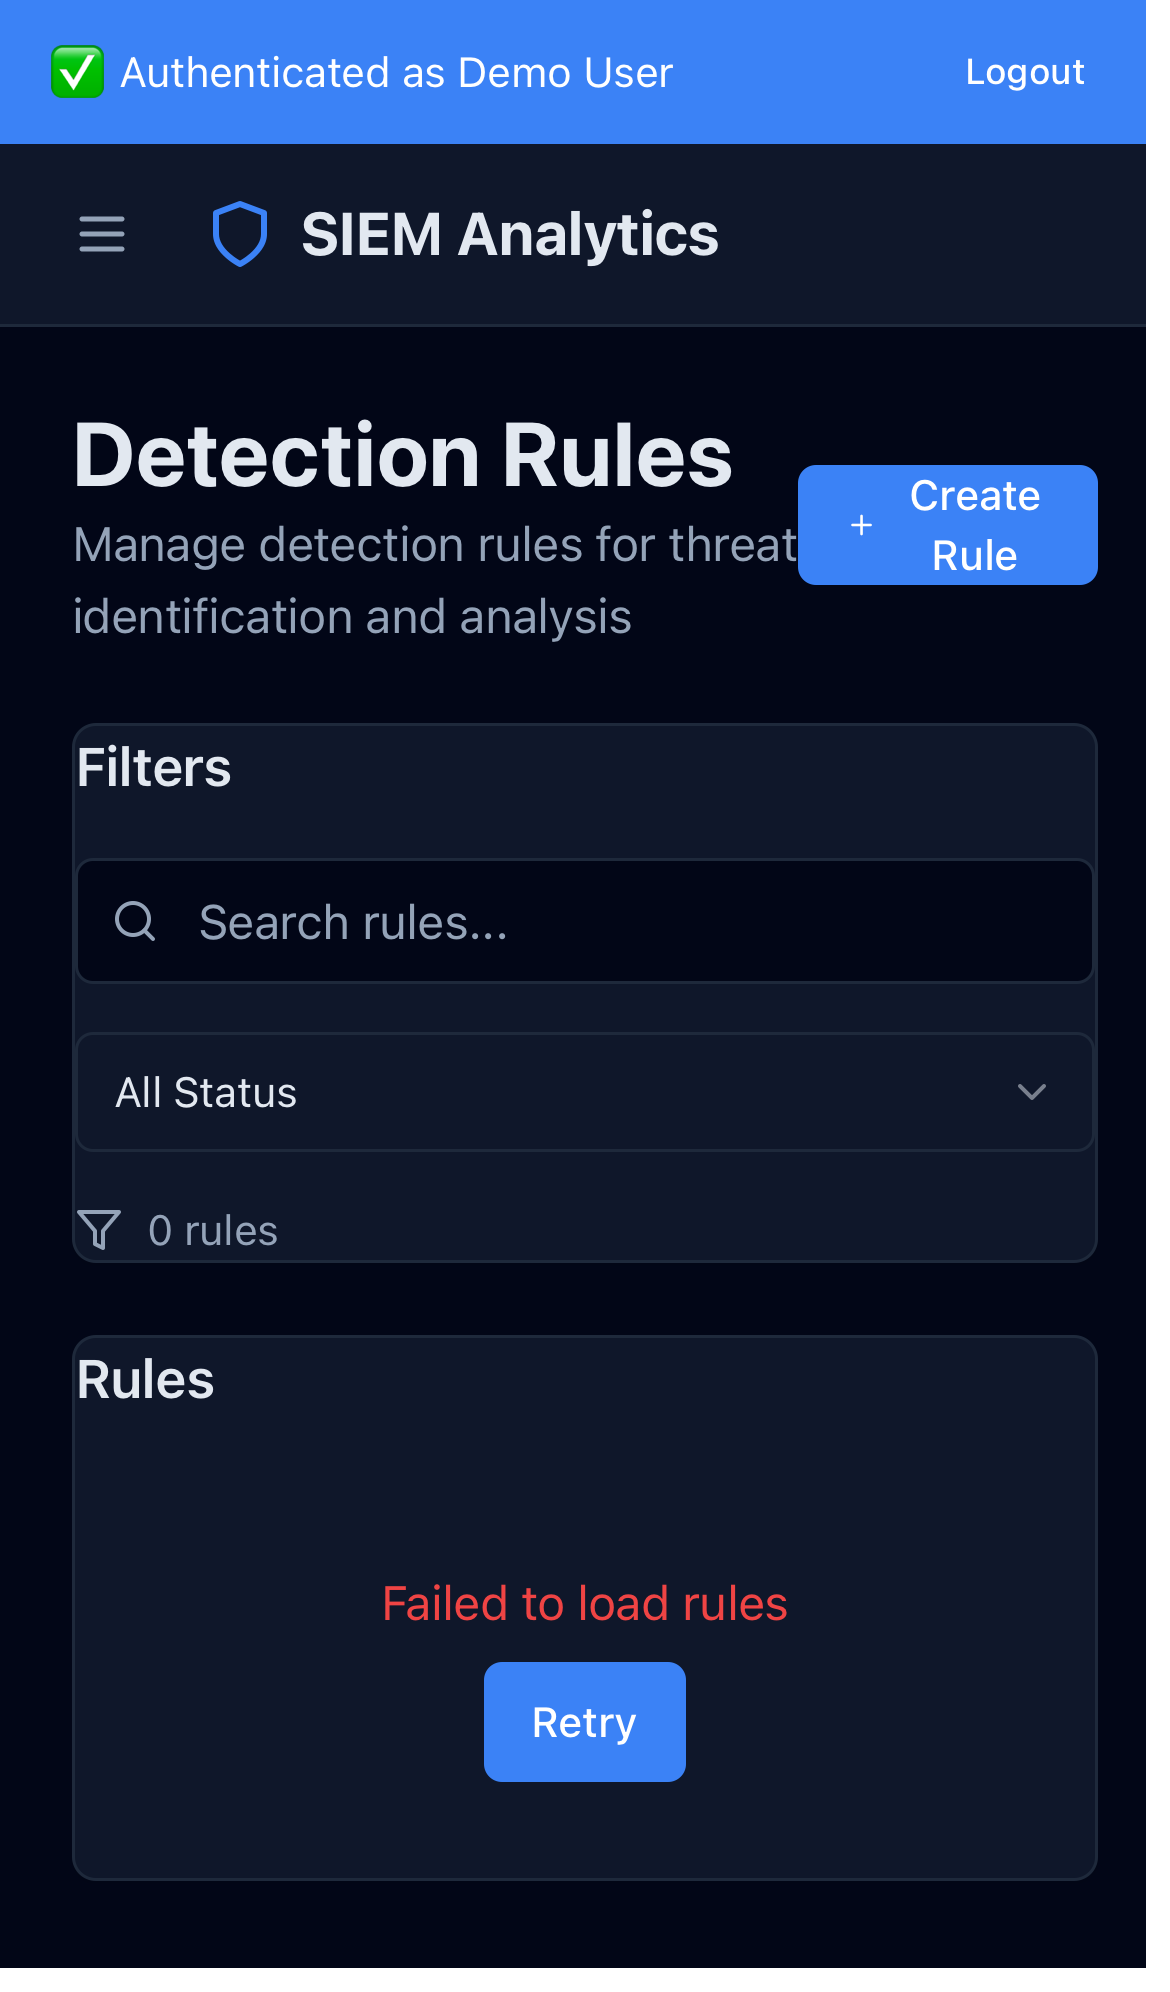 ✅ Authenticated as Demo User
Logout
SIEM Analytics
Detection Rules
Manage detection rules for threat
identification and analysis
+ Create
Rule
Filters
Search rules...
All Status
0 rules
Rules
Failed to load rules
Retry